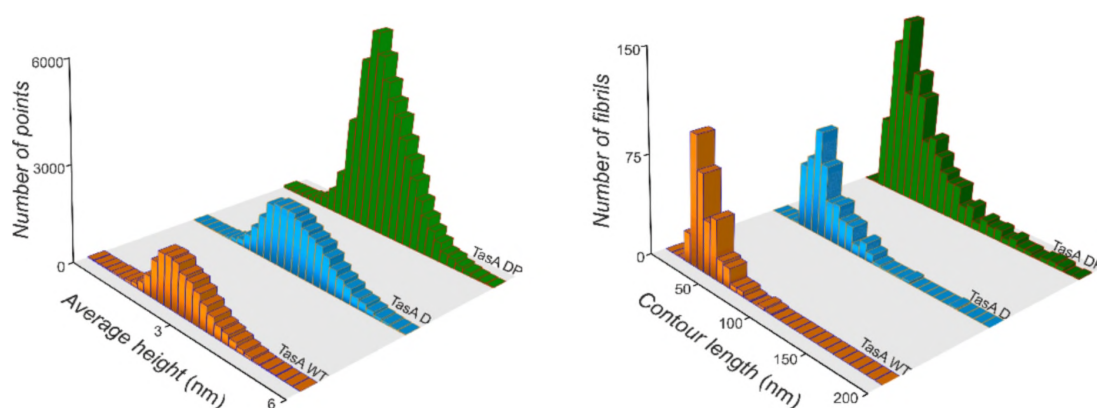 Number of points
6000
3000
0
Average height (nm)
3
6
TasA WT
TasA D
TasA DP
Number of fibrils
150
75
0
Contour length (nm)
50
100
150
200
TasA WT
TasA D